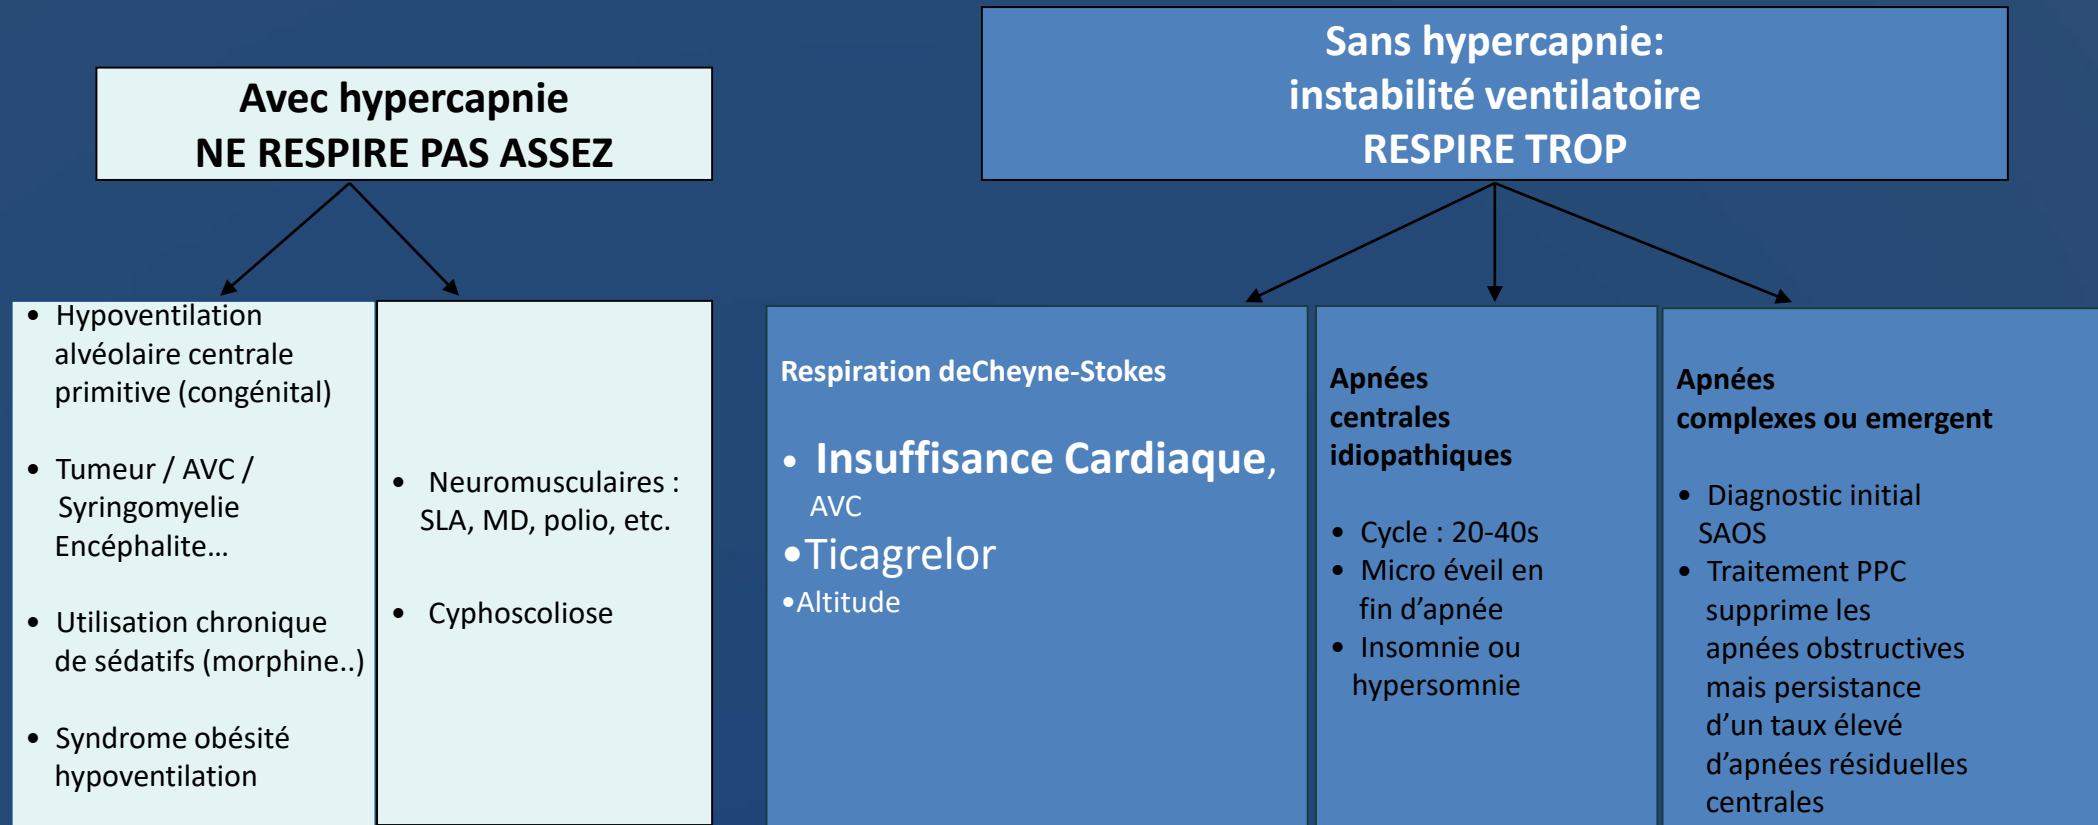 Avec hypercapnie
NE RESPIRE PAS ASSEZ
Sans hypercapnie:
instabilité ventilatoire
RESPIRE TROP
• Hypoventilation
alvéolaire centrale
primitive (congénital)
• Tumeur / AVC /
Syringomyelie
Encéphalite...
• Utilisation chronique
de sédatifs (morphine..)
• Syndrome obésité
hypoventilation
• Neuromusculaires :
SLA, MD, polio, etc.
• Cyphoscoliose
Respiration deCheyne-Stokes
• Insuffisance Cardiaque,
AVC
•Ticagrelor
•Altitude
Apnées
centrales
idiopathiques
• Cycle : 20-40s
• Micro éveil en
fin d'apnée
• Insomnie ou
hypersomnie
Apnées
complexes ou emergent
• Diagnostic initial
SAOS
• Traitement PPC
supprime les
apnées obstructives
mais persistance
d'un taux élevé
d'apnées résiduelles
centrales